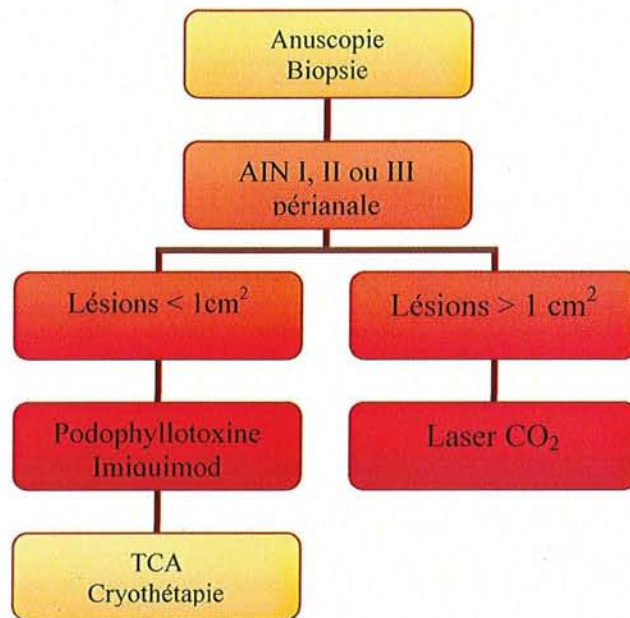 Anuscopie
Biopsie
AIN I, II ou III
périanale
Lésions < 1cm²
Lésions > 1 cm²
Podophyllotoxine
Imiquimod
Laser CO₂
TCA
Cryothétapie